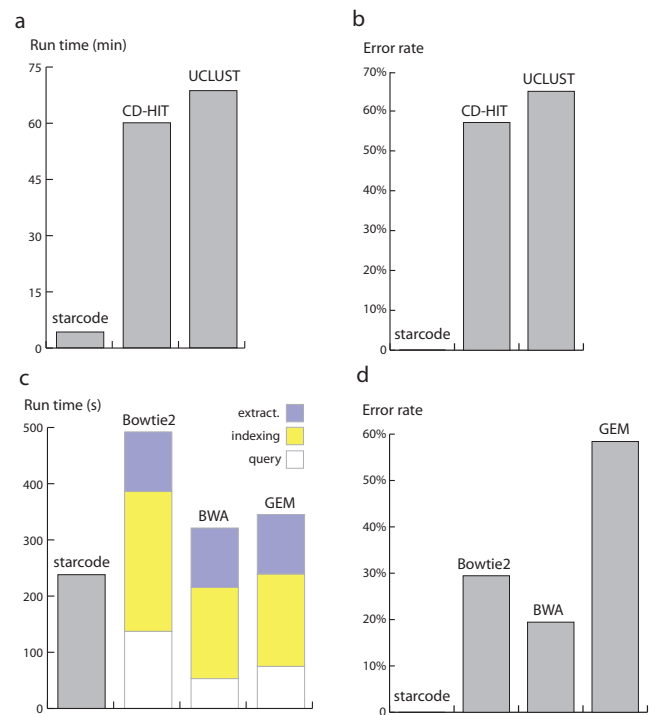 a
Run time (min)
75
60
45
30
15
0
starcode
CD-HIT
UCLUST
b
Error rate
70%
60%
50%
40%
30%
20%
10%
0
starcode
CD-HIT
UCLUST
c
Run time (s)
500
400
300
200
100
0
starcode
Bowtie2
BWA
GEM
extract.
indexing
query
d
Error rate
60%
50%
40%
30%
20%
10%
0
starcode
Bowtie2
BWA
GEM